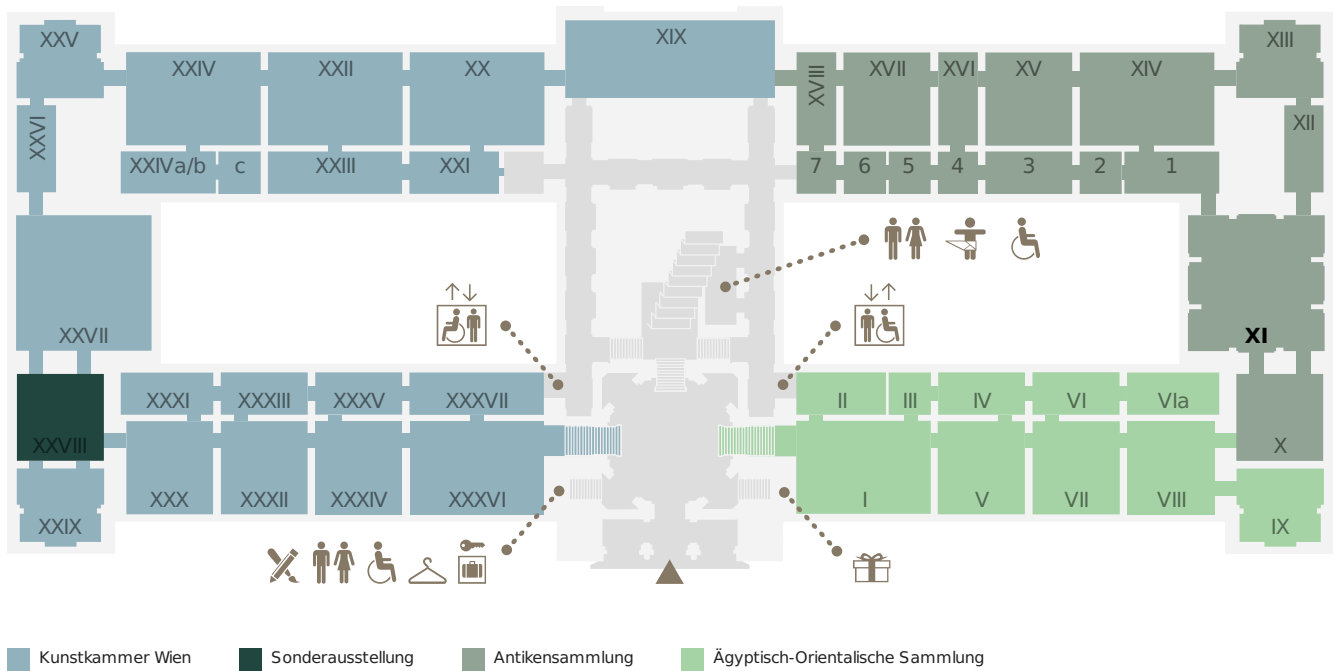 XXV
XIX
XIII
XXIV
XXII
XX
XVIII
XVII
XVI
XV
XIV
XXVI
XII
XXIVa/b
c
XXIII
XXI
7
6
5
4
3
2
1
XXVII
XI
XXXI
XXXIII
XXXV
XXXVII
II
III
IV
VI
VIa
XXVIII
X
XXX
XXXII
XXXIV
XXXVI
I
V
VII
VIII
XXIX
IX
Kunstkammer Wien
Sonderausstellung
Antikensammlung
Ägyptisch-Orientalische Sammlung